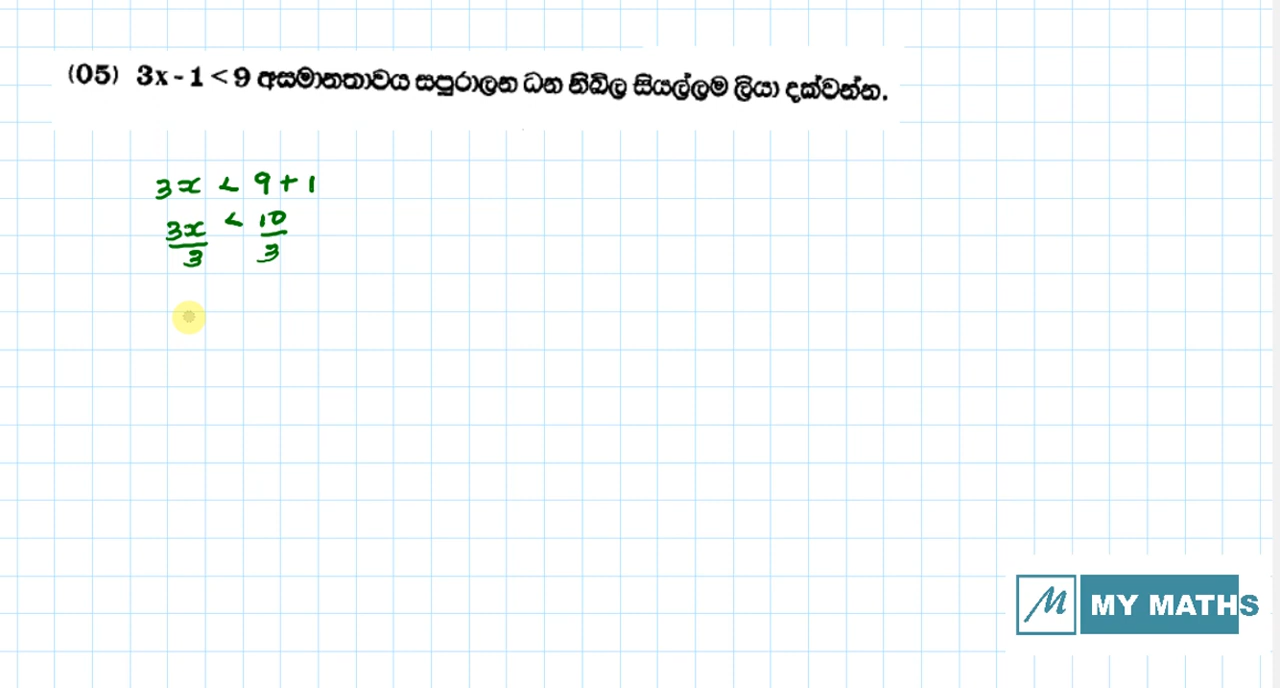 (05) 3x - 1 < 9 අසමානතාවය සපුරාලන ධන නිඛිල සියල්ලම ලියා දක්වන්න.
3x < 9 + 1
3x/3 < 10/3
M MY MATHS